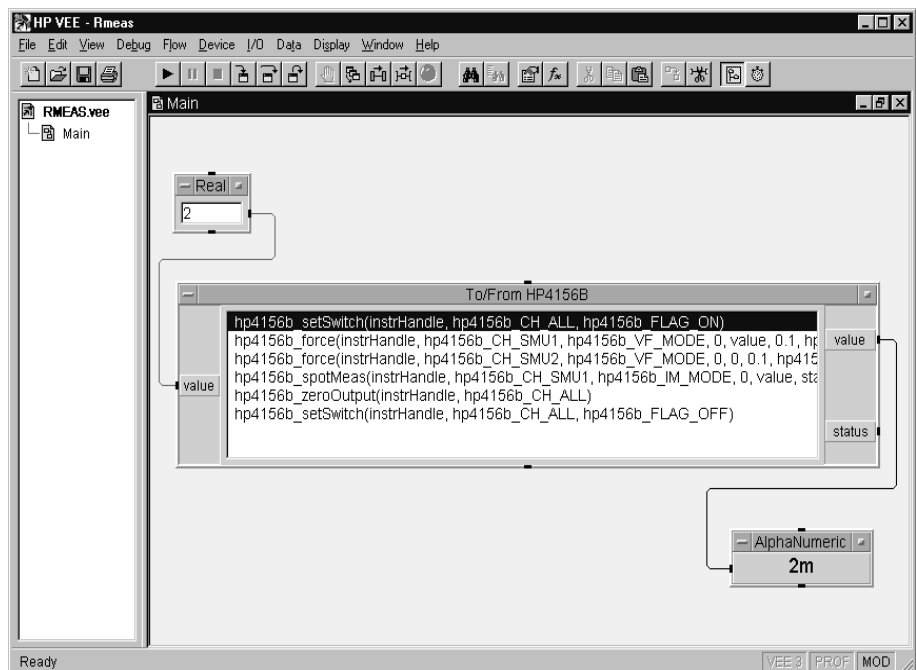 HP VEE - Rmeas
File Edit View Debug Flow Device I/O Data Display Window Help
RMEAS.vee
Main
Main
Real
2
To/From HP4156B
hp4156b_setSwitch(instrHandle, hp4156b_CH_ALL, hp4156b_FLAG_ON)
hp4156b_force(instrHandle, hp4156b_CH_SMU1, hp4156b_VF_MODE, 0, value, 0.1, hp
hp4156b_force(instrHandle, hp4156b_CH_SMU2, hp4156b_VF_MODE, 0, 0, 0.1, hp415
hp4156b_spotMeas(instrHandle, hp4156b_CH_SMU1, hp4156b_IM_MODE, 0, value, sta
hp4156b_zeroOutput(instrHandle, hp4156b_CH_ALL)
hp4156b_setSwitch(instrHandle, hp4156b_CH_ALL, hp4156b_FLAG_OFF)
value
value
status
AlphaNumeric
2m
Ready
VEE 3 PROF MOD